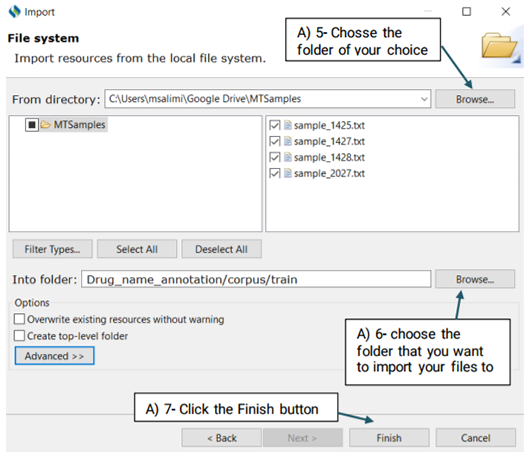 Import
A) 5- Chosse the
folder of your choice
File system
Import resources from the local file system.
From directory: C:\Users\msalimi\Google Drive\MTSamples Browse...
MTSamples
sample_1425.txt
sample_1427.txt
sample_1428.txt
sample_2027.txt
Filter Types... Select All Deselect All
Into folder: Drug_name_annotation/corpus/train Browse...
Options
Overwrite existing resources without warning
Create top-level folder
Advanced >>
A) 6- choose the
folder that you want
to import your files to
A) 7- Click the Finish button
< Back Next > Finish Cancel